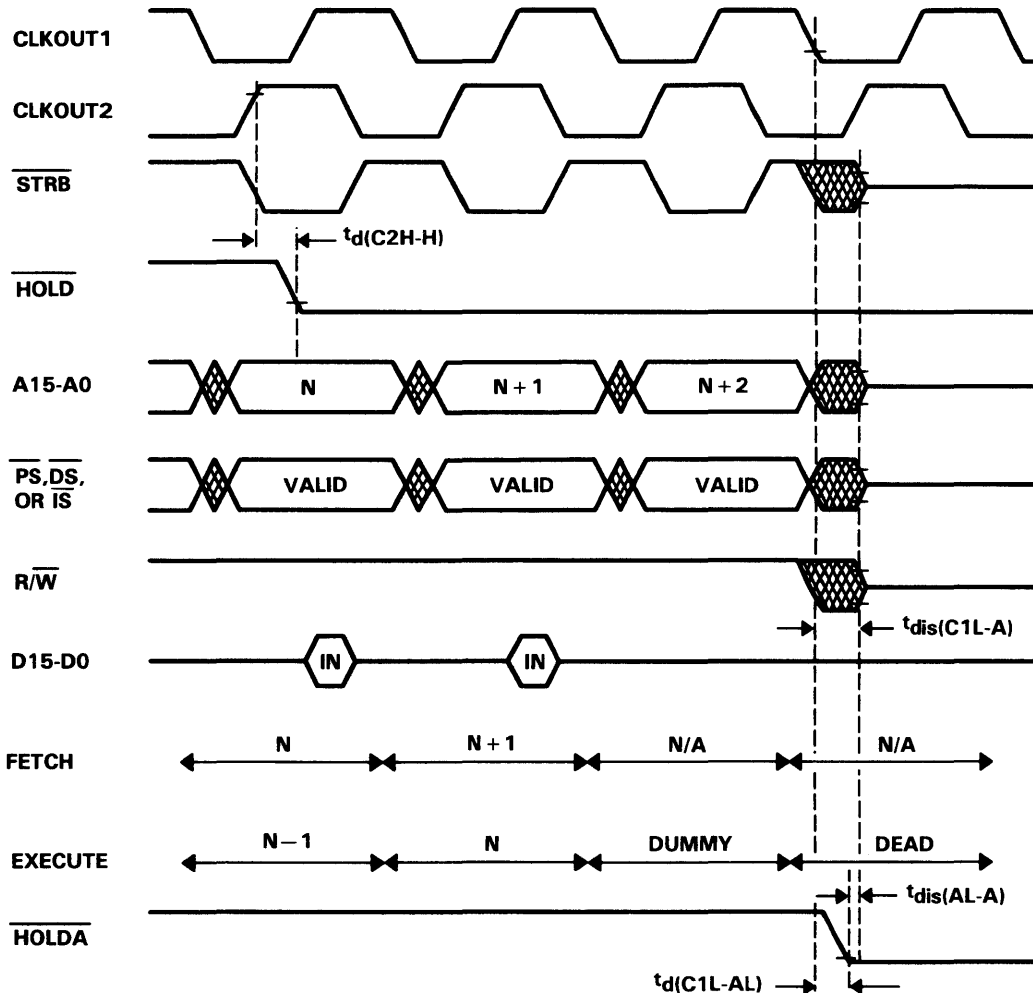 CLKOUT1
CLKOUT2
STRB
td(C2H-H)
HOLD
A15-A0 N N + 1 N + 2
PS, DS,
OR IS VALID VALID VALID
R/W
tdis(C1L-A)
D15-D0 IN IN
FETCH N N + 1 N/A N/A
EXECUTE N − 1 N DUMMY DEAD
tdis(AL-A)
HOLDA
td(C1L-AL)